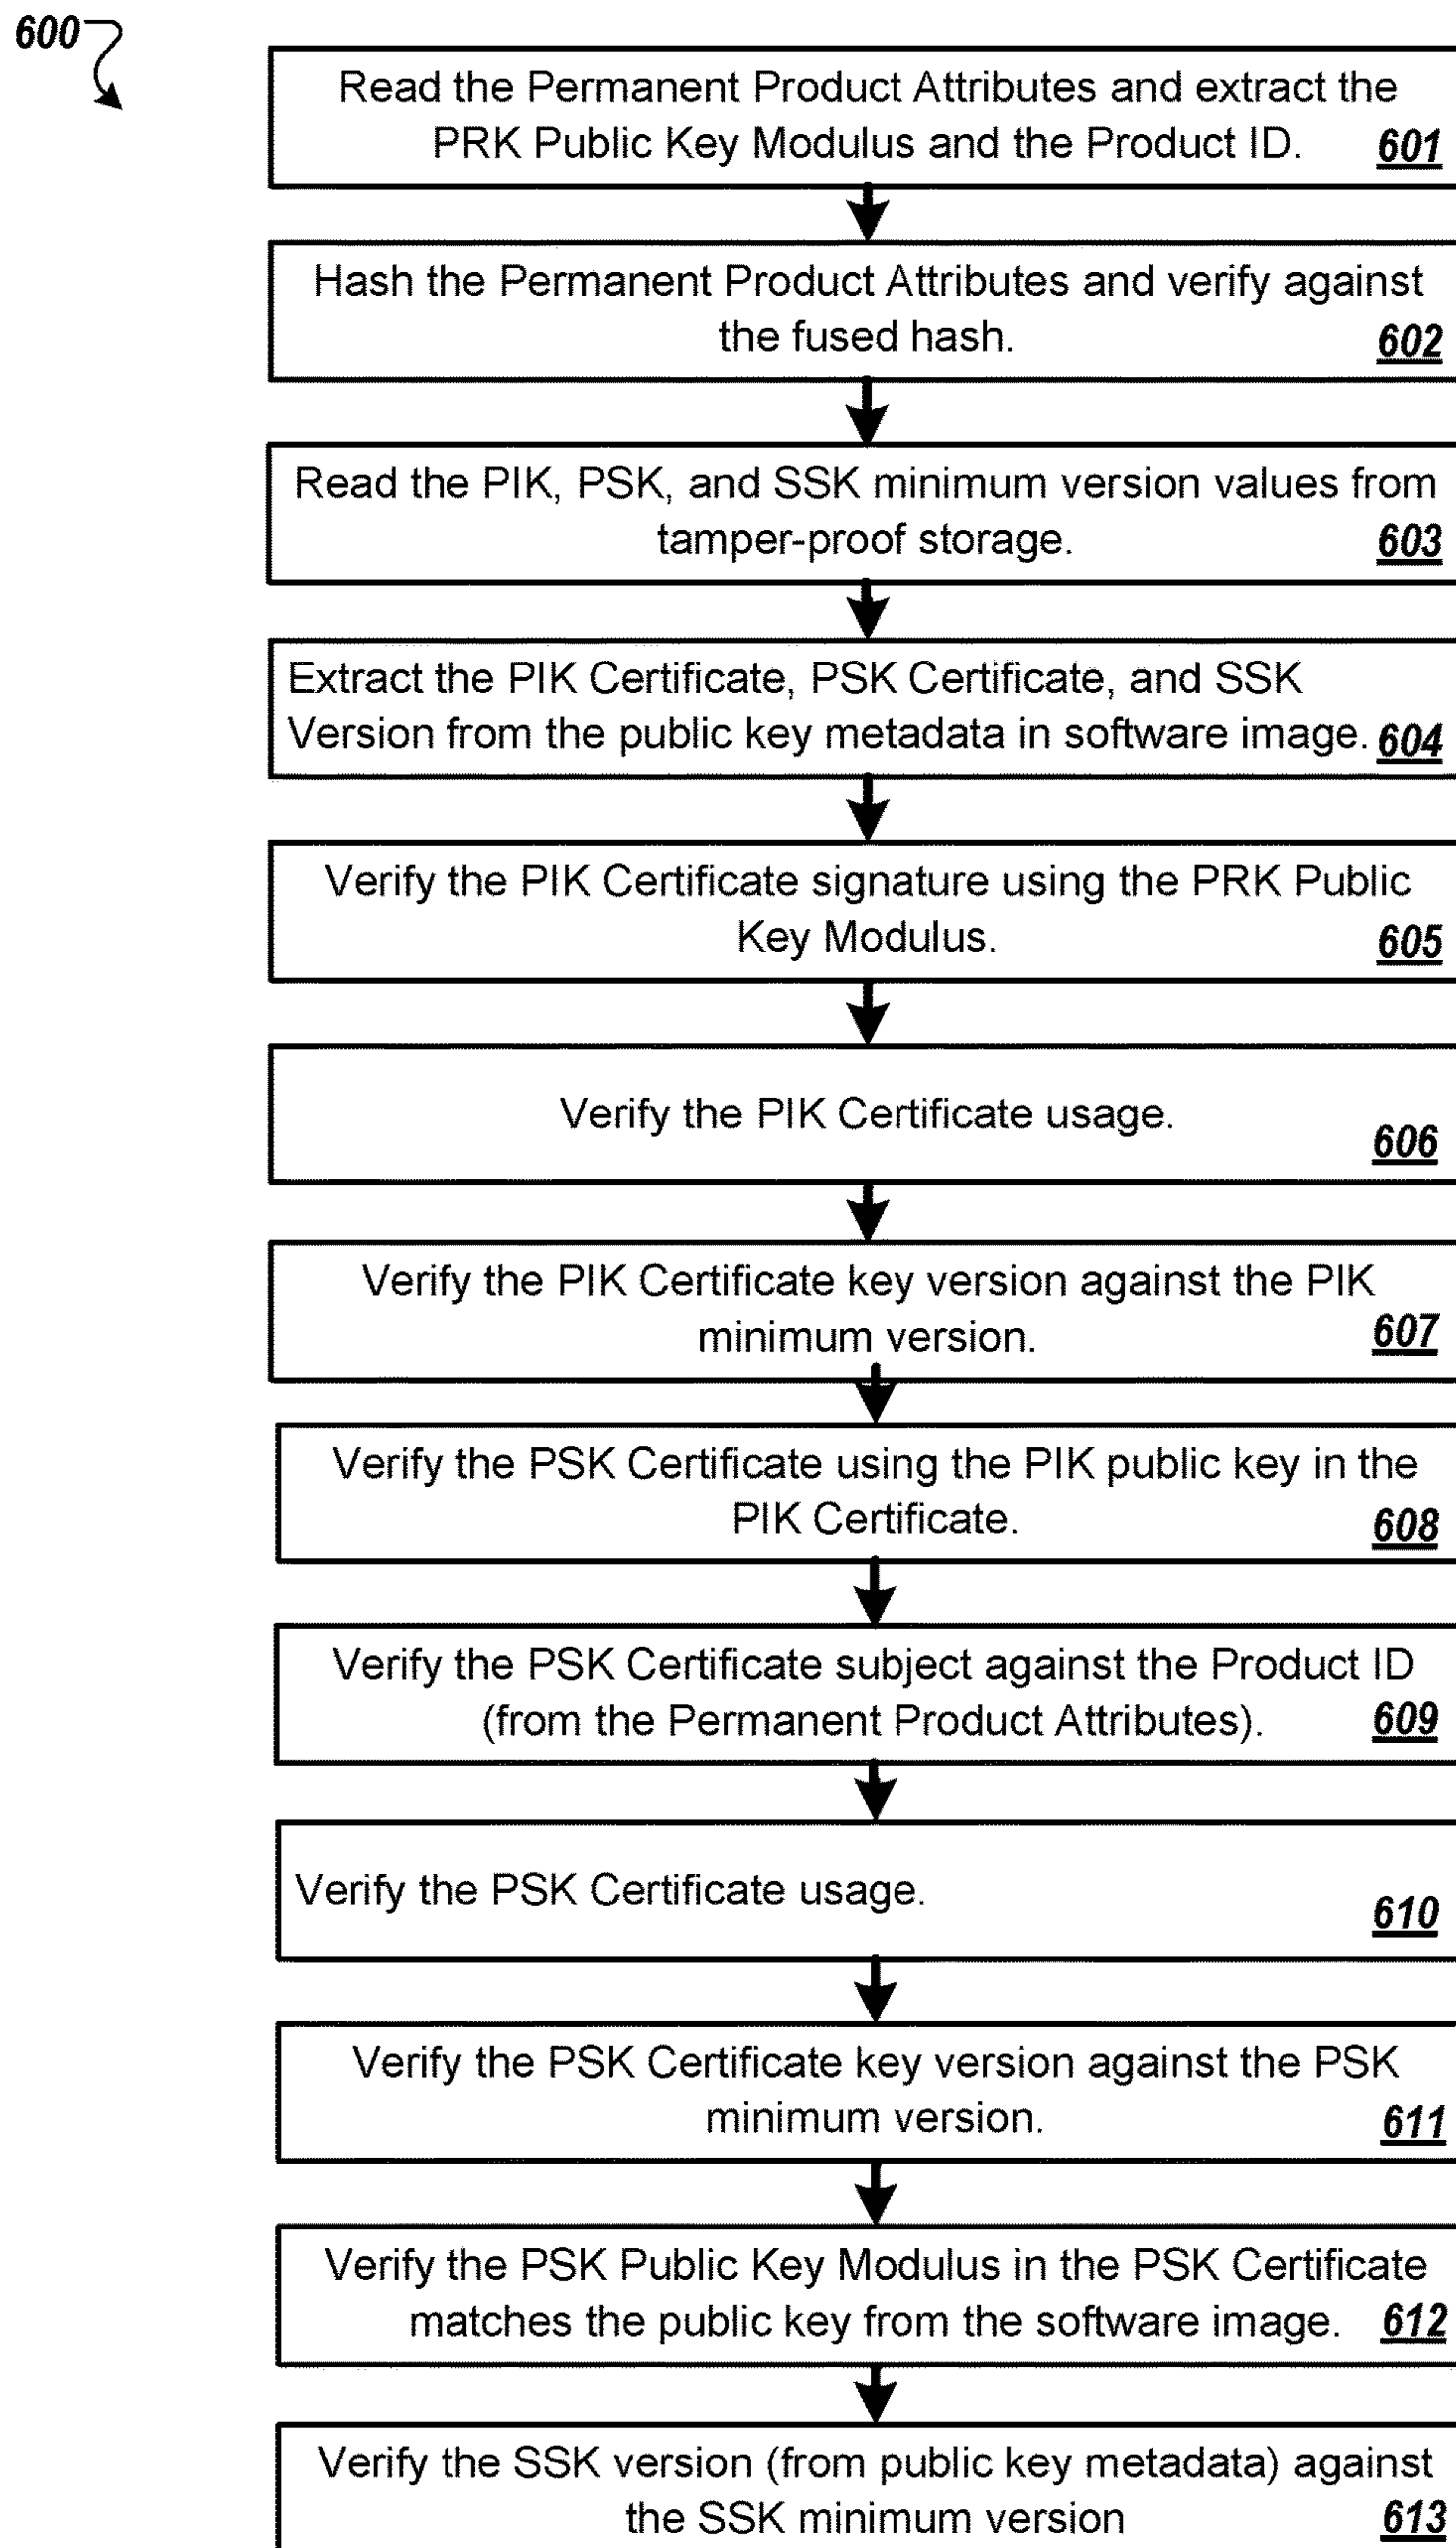 600
Read the Permanent Product Attributes and extract the
PRK Public Key Modulus and the Product ID. 601
Hash the Permanent Product Attributes and verify against
the fused hash. 602
Read the PIK, PSK, and SSK minimum version values from
tamper-proof storage. 603
Extract the PIK Certificate, PSK Certificate, and SSK
Version from the public key metadata in software image. 604
Verify the PIK Certificate signature using the PRK Public
Key Modulus. 605
Verify the PIK Certificate usage. 606
Verify the PIK Certificate key version against the PIK
minimum version. 607
Verify the PSK Certificate using the PIK public key in the
PIK Certificate. 608
Verify the PSK Certificate subject against the Product ID
(from the Permanent Product Attributes). 609
Verify the PSK Certificate usage. 610
Verify the PSK Certificate key version against the PSK
minimum version. 611
Verify the PSK Public Key Modulus in the PSK Certificate
matches the public key from the software image. 612
Verify the SSK version (from public key metadata) against
the SSK minimum version 613